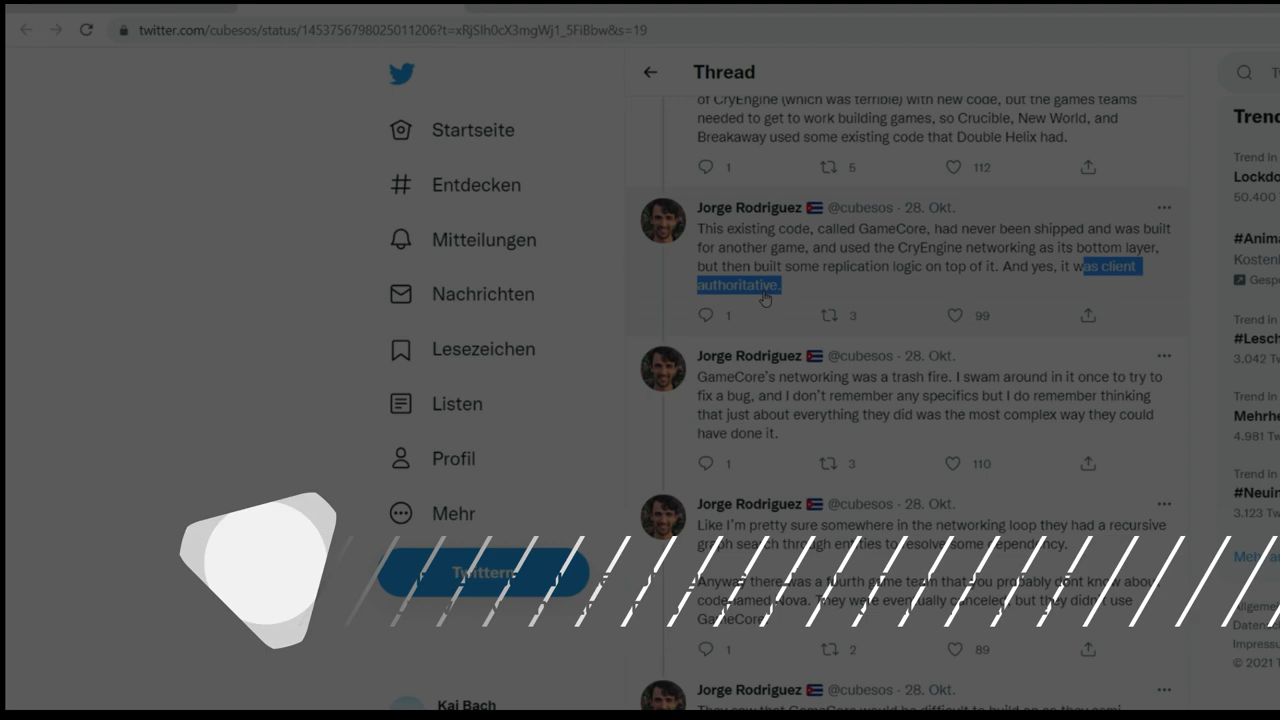 twitter.com/cubesos/status/1453756798025011206?t=xRjSIh0cX3mgWj1_5FiBbw&s=19
Startseite
Entdecken
Mitteilungen
Nachrichten
Lesezeichen
Listen
Profil
Mehr
Twittern
Kai Bach
Thread
of CryEngine (which was terrible) with new code, but the games teams
needed to get to work building games, so Crucible, New World, and
Breakaway used some existing code that Double Helix had.
1 5 112
Jorge Rodriguez @cubesos · 28. Okt.
This existing code, called GameCore, had never been shipped and was built
for another game, and used the CryEngine networking as its bottom layer,
but then built some replication logic on top of it. And yes, it was client
authoritative.
1 3 99
Jorge Rodriguez @cubesos · 28. Okt.
GameCore's networking was a trash fire. I swam around in it once to try to
fix a bug, and I don't remember any specifics but I do remember thinking
that just about everything they did was the most complex way they could
have done it.
1 3 110
Jorge Rodriguez @cubesos · 28. Okt.
Like I'm pretty sure somewhere in the networking loop they had a recursive
graph search through entities to resolve some dependency.
Anyway there was a fourth game team that you probably dont know about
codenamed Nova. They were eventually canceled, but they didn't use
GameCore
1 2 89
Jorge Rodriguez @cubesos · 28. Okt.
Tren
Trend in
Lockdo
50.400
#Anima
Kosten
Gesp
Trend in
#Lesch
3.042 Tw
Trend in
Mehrhe
4.981 Tw
Trend in
#Neuin
3.123 Tw
© 2021 T